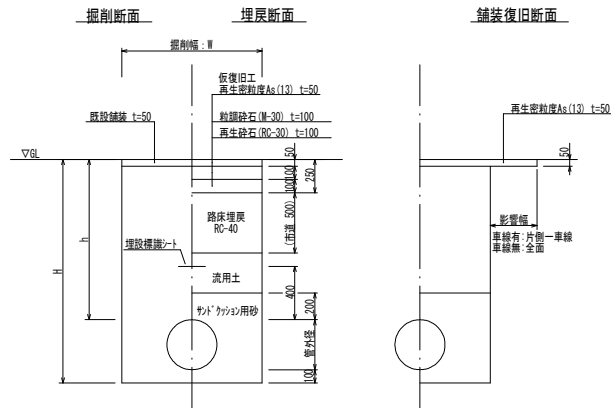 掘削断面
埋戻断面
舗装復旧断面
掘削幅：W
仮復旧工
再生密粒度As(13) t=50
既設舗装 t=50
粒調砕石(M-30) t=100
再生砕石(RC-30) t=100
再生密粒度As(13) t=50
▽GL
50
100
100
250
50
路床埋戻
RC-40
(市道 500)
影響幅
車線有:片側一車線
車線無:全面
h
H
埋設標識シート
流用土
400
サンドクッション用砂
200
管外径
100